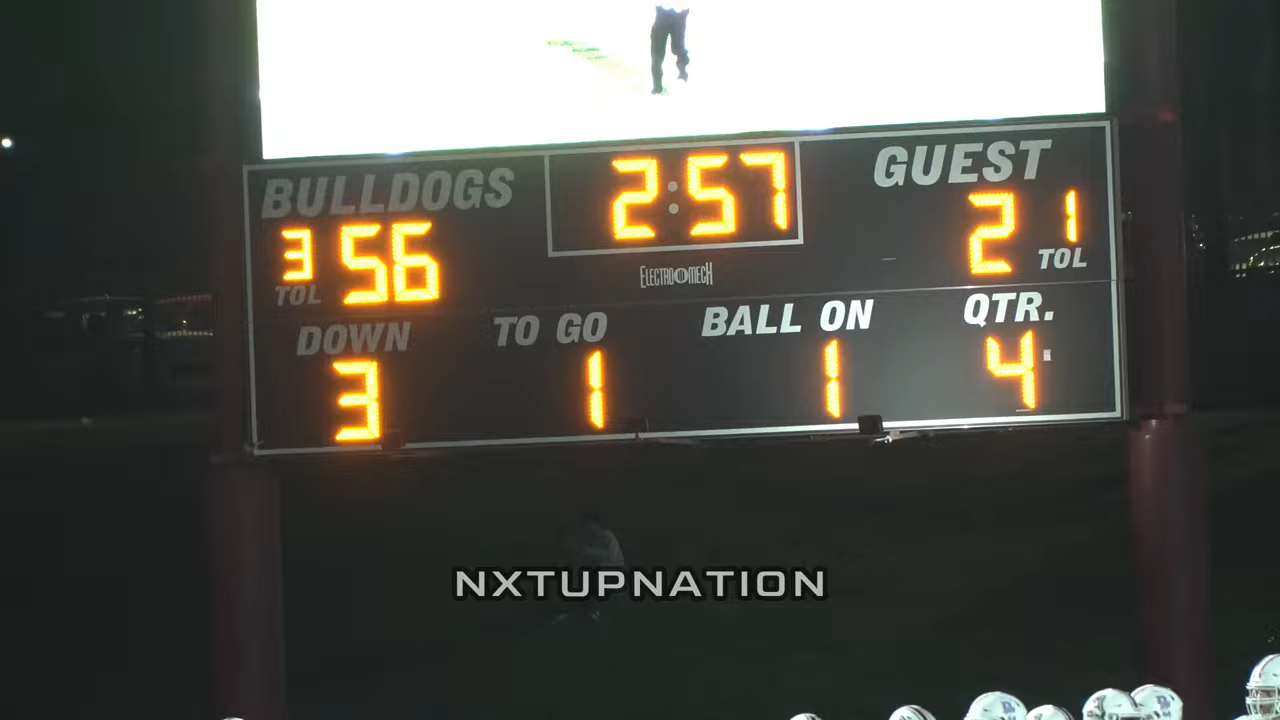 BULLDOGS 2:57 GUEST
3 56 2 1
TOL ELECTRO MECH TOL
DOWN TO GO BALL ON QTR.
3 1 1 4
NXTUPNATION